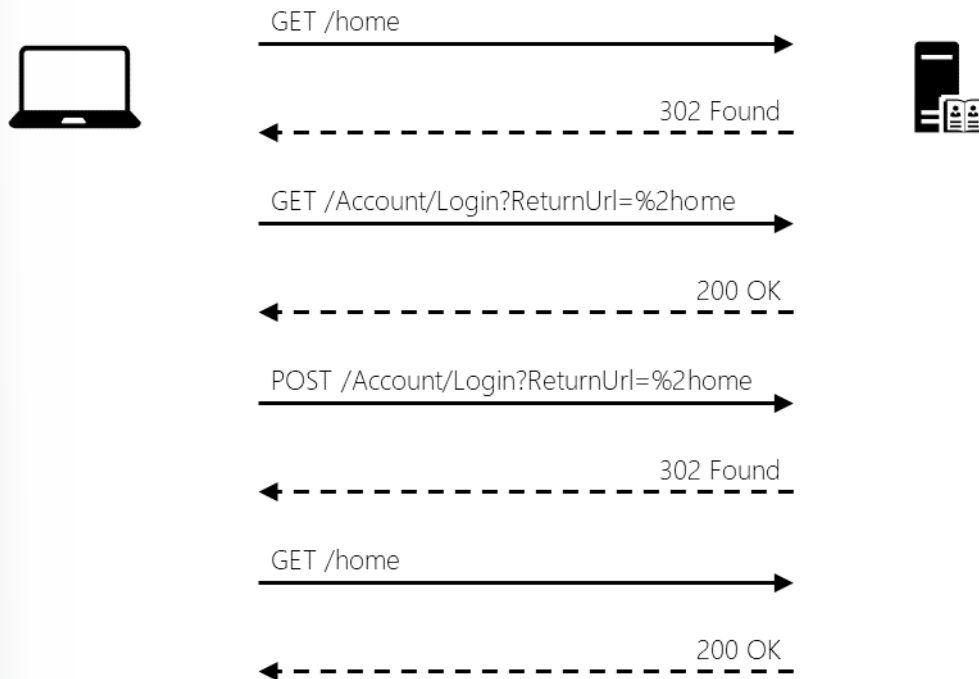 GET /home
302 Found
GET /Account/Login?ReturnUrl=%2home
200 OK
POST /Account/Login?ReturnUrl=%2home
302 Found
GET /home
200 OK